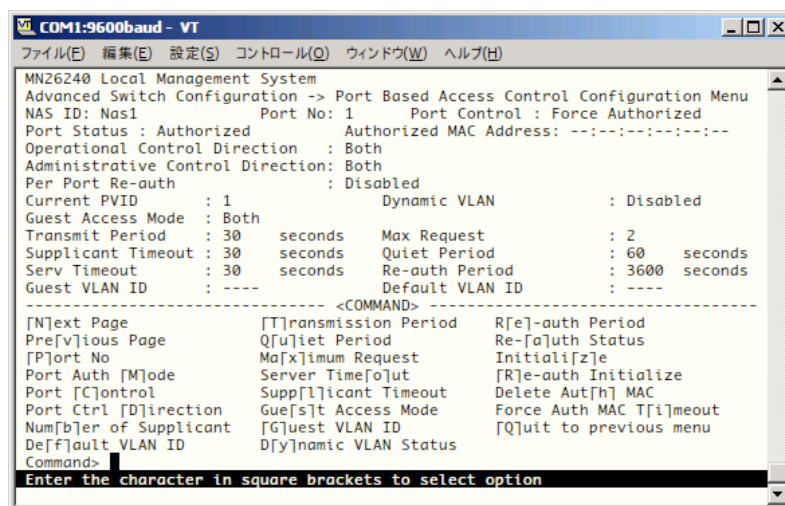 COM1:9600baud - VT
ファイル(F) 編集(E) 設定(S) コントロール(O) ウィンドウ(W) ヘルプ(H)
MN26240 Local Management System
Advanced Switch Configuration -> Port Based Access Control Configuration Menu
NAS ID: Nas1 Port No: 1 Port Control : Force Authorized
Port Status : Authorized Authorized MAC Address: --:--:--:--:--:--
Operational Control Direction : Both
Administrative Control Direction: Both
Per Port Re-auth : Disabled
Current PVID : 1 Dynamic VLAN : Disabled
Guest Access Mode : Both
Transmit Period : 30 seconds Max Request : 2
Supplicant Timeout : 30 seconds Quiet Period : 60 seconds
Serv Timeout : 30 seconds Re-auth Period : 3600 seconds
Guest VLAN ID : ---- Default VLAN ID : ----
-------------------------------- <COMMAND> -----------------------------------
[N]ext Page [T]ransmission Period R[e]-auth Period
Pre[v]ious Page Q[u]iet Period Re-[a]uth Status
[P]ort No Ma[x]imum Request Initiali[z]e
Port Auth [M]ode Server Time[o]ut [R]e-auth Initialize
Port [C]ontrol Supp[l]icant Timeout Delete Aut[h] MAC
Port Ctrl [D]irection Gue[s]t Access Mode Force Auth MAC T[i]meout
Num[b]er of Supplicant [G]uest VLAN ID [Q]uit to previous menu
De[f]ault VLAN ID D[y]namic VLAN Status
Command>
Enter the character in square brackets to select option